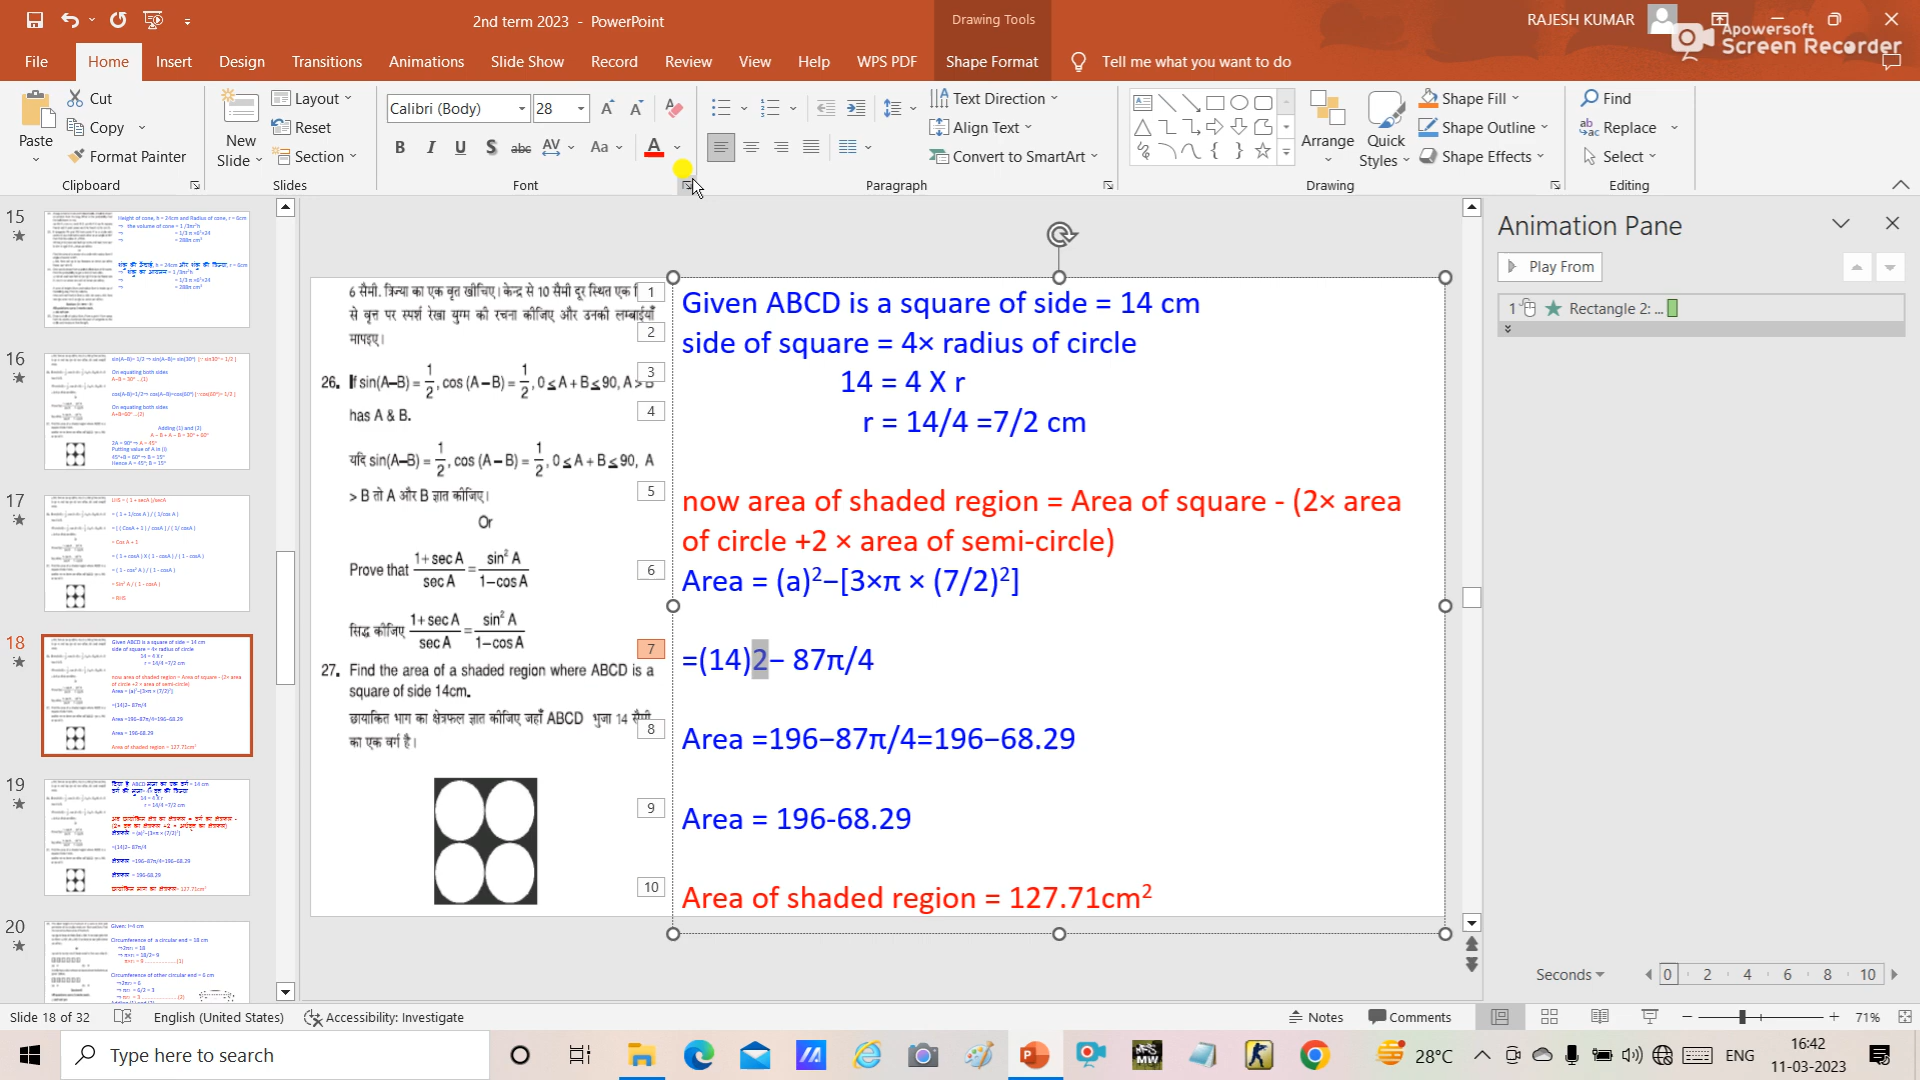 2nd term 2023 - PowerPoint
Drawing Tools
RAJESH KUMAR
Apowersoft
Screen Recorder
File
Home
Insert
Design
Transitions
Animations
Slide Show
Record
Review
View
Help
WPS PDF
Shape Format
Tell me what you want to do
Paste
Cut
Copy
Format Painter
Clipboard
New
Slide
Layout
Reset
Section
Slides
Calibri (Body)
28
Font
Text Direction
Align Text
Convert to SmartArt
Paragraph
Arrange
Quick
Styles
Shape Fill
Shape Outline
Shape Effects
Drawing
Find
Replace
Select
Editing
15
16
17
18
19
20
6 सैमी. त्रिज्या का एक वृत खींचिए। केन्द्र से 10 सैमी दूर स्थित एक
से वृत्त पर स्पर्श रेखा युग्म की रचना कीजिए और उनकी लम्बाईयाँ
मापइए।
26. If sin(A–B) = 1/2, cos (A – B) = 1/2, 0 ≤ A + B ≤ 90, A > B
has A & B.
यदि sin(A–B) = 1/2, cos (A – B) = 1/2, 0 ≤ A + B ≤ 90, A
> B तो A और B ज्ञात कीजिए।
Or
Prove that 1+ sec A / sec A = sin² A / 1– cos A
सिद्ध कीजिए 1+ sec A / sec A = sin² A / 1– cos A
27. Find the area of a shaded region where ABCD is a
square of side 14cm.
छायाकित भाग का क्षेत्रफल ज्ञात कीजिए जहाँ ABCD भुजा 14 सैमी
का एक वर्ग है।
1
2
3
4
5
6
7
8
9
10
Given ABCD is a square of side = 14 cm
side of square = 4× radius of circle
14 = 4 X r
r = 14/4 =7/2 cm
now area of shaded region = Area of square - (2× area
of circle +2 × area of semi-circle)
Area = (a)²−[3×π × (7/2)²]
=(14)2− 87π/4
Area =196−87π/4=196−68.29
Area = 196-68.29
Area of shaded region = 127.71cm²
Animation Pane
Play From
1 Rectangle 2: ...
Seconds
0 2 4 6 8 10
Slide 18 of 32
English (United States)
Accessibility: Investigate
Notes
Comments
71%
Type here to search
28°C
ENG
16:42
11-03-2023